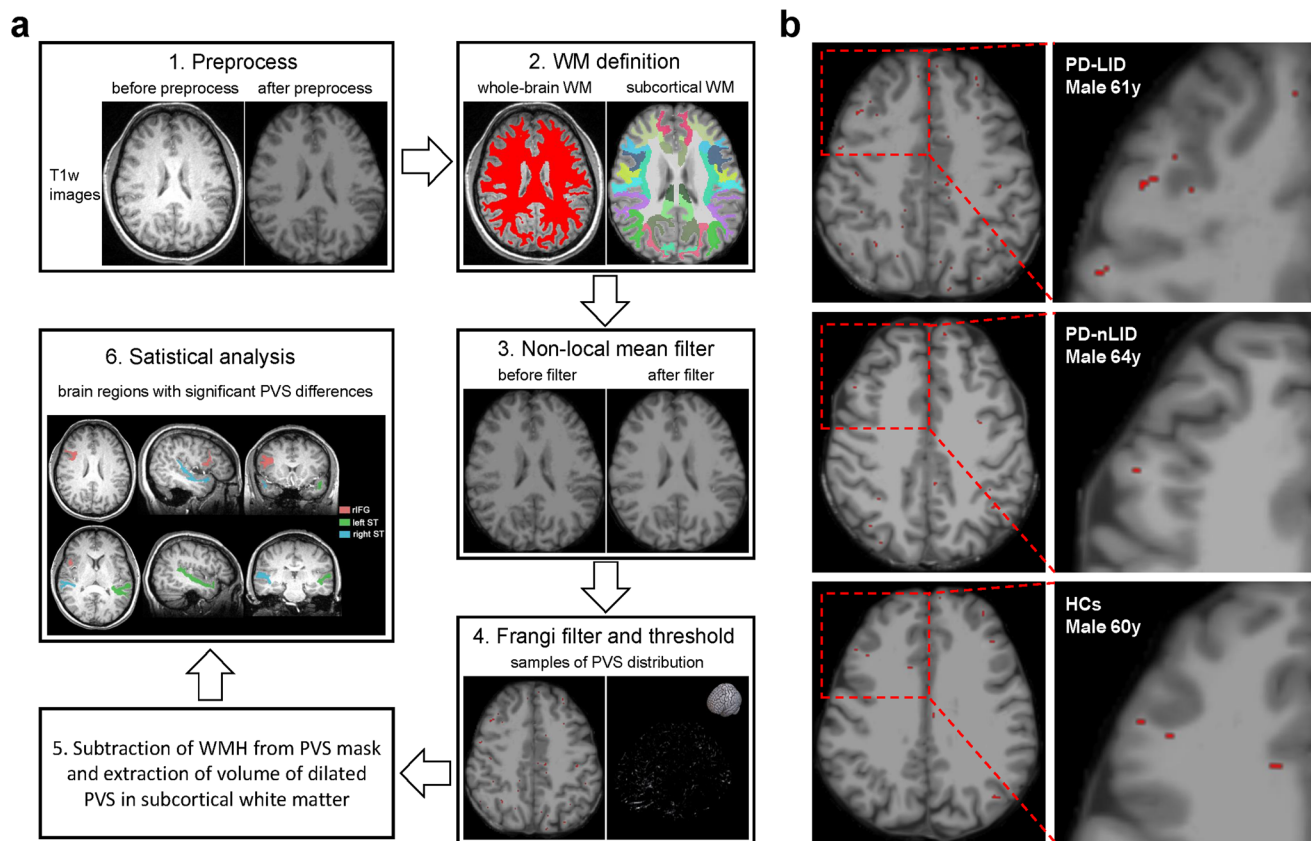 a
1. Preprocess
before preprocess after preprocess
T1w
images
2. WM definition
whole-brain WM subcortical WM
3. Non-local mean filter
before filter after filter
4. Frangi filter and threshold
samples of PVS distribution
5. Subtraction of WMH from PVS mask
and extraction of volume of dilated
PVS in subcortical white matter
6. Satistical analysis
brain regions with significant PVS differences
rIFG
left ST
right ST
b
PD-LID
Male 61y
PD-nLID
Male 64y
HCs
Male 60y